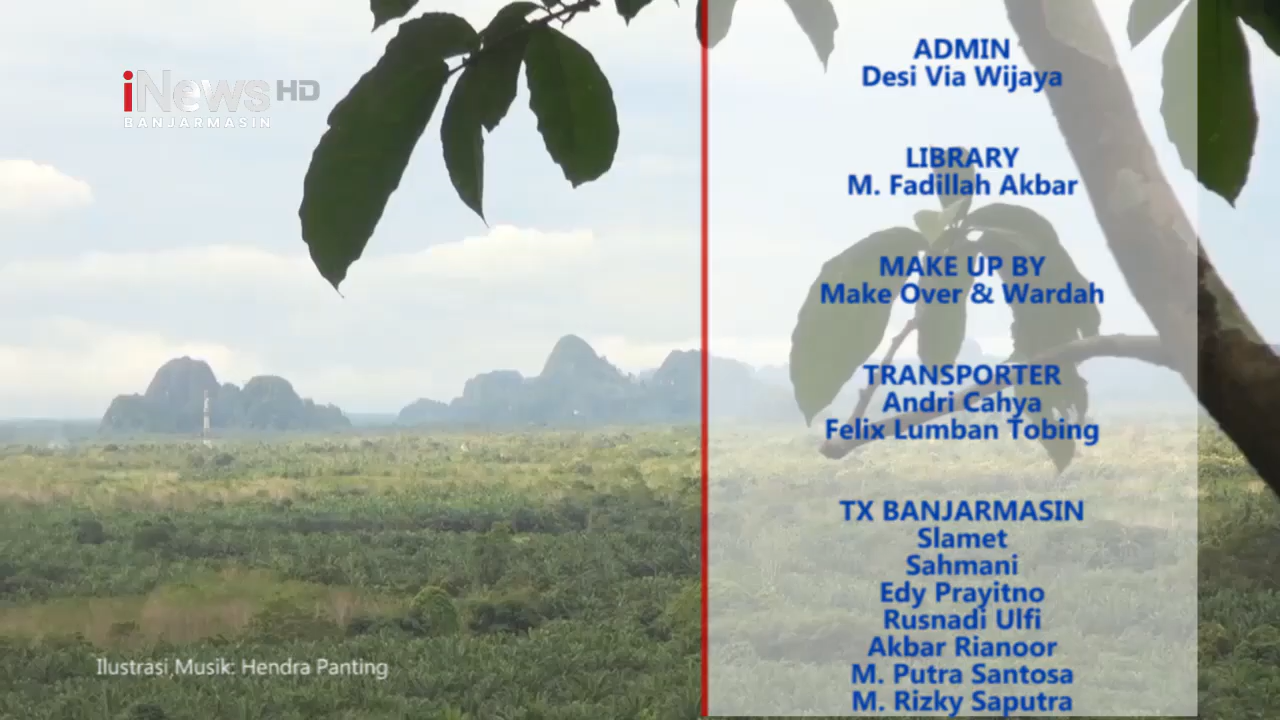 iNews HD
BANJARMASIN
ADMIN
Desi Via Wijaya
LIBRARY
M. Fadillah Akbar
MAKE UP BY
Make Over & Wardah
TRANSPORTER
Andri Cahya
Felix Lumban Tobing
TX BANJARMASIN
Slamet
Sahmani
Edy Prayitno
Rusnadi Ulfi
Akbar Rianoor
M. Putra Santosa
M. Rizky Saputra
Ilustrasi,Musik: Hendra Panting